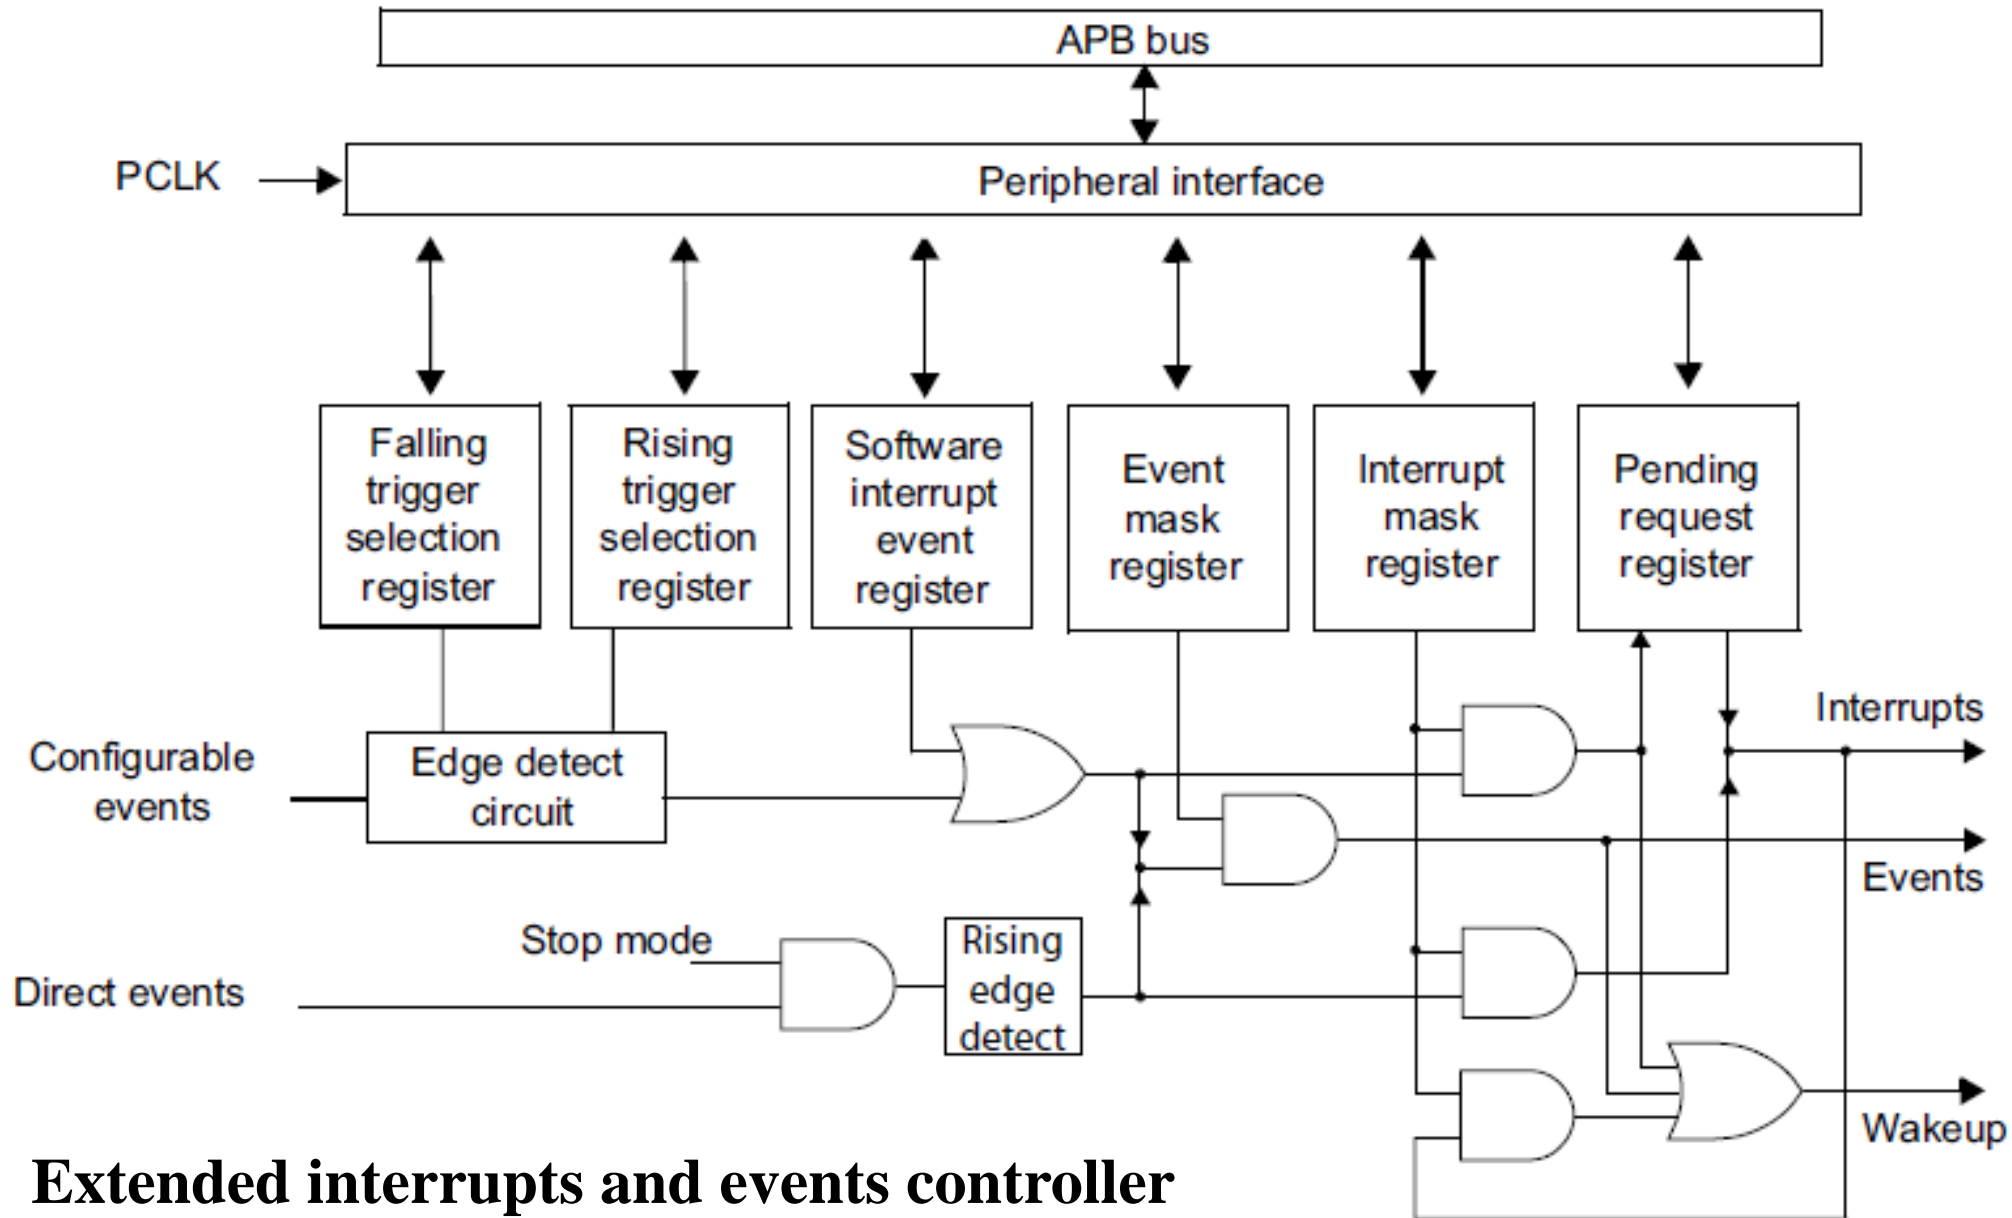 APB bus
PCLK
Peripheral interface
Falling
trigger
selection
register
Rising
trigger
selection
register
Software
interrupt
event
register
Event
mask
register
Interrupt
mask
register
Pending
request
register
Interrupts
Configurable
events
Edge detect
circuit
Events
Stop mode
Rising
edge
detect
Direct events
Wakeup
Extended interrupts and events controller